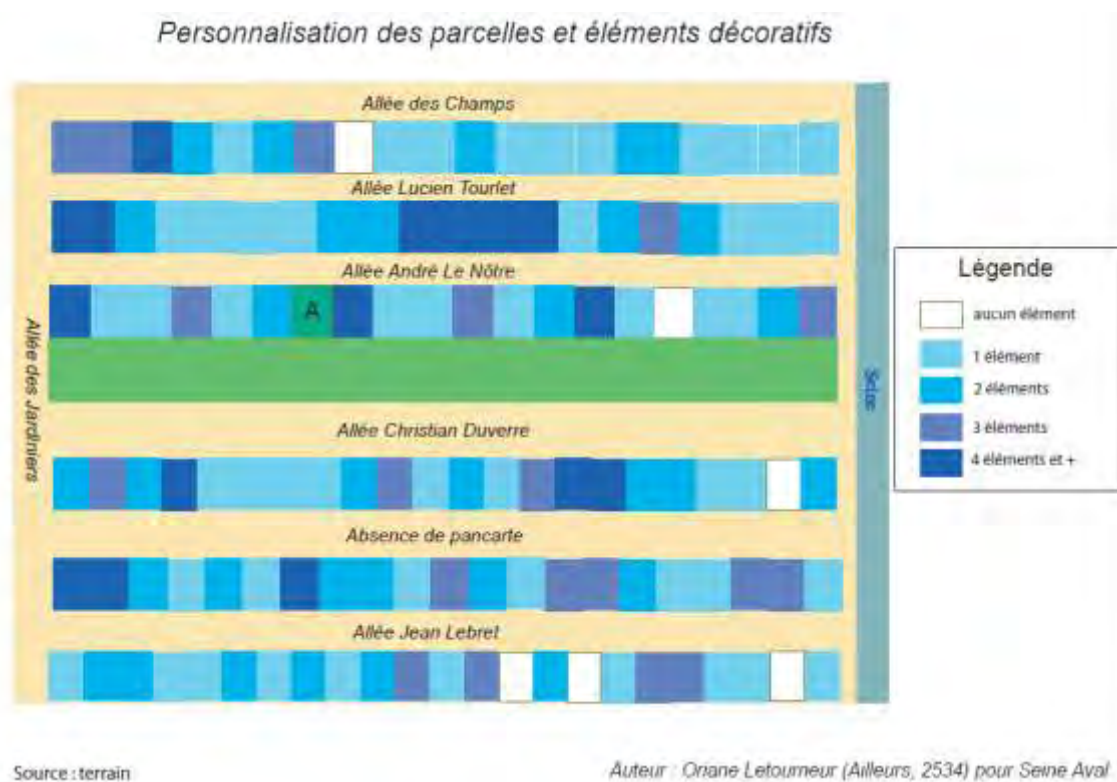 Personnalisation des parcelles et éléments décoratifs
Allée des Champs
Allée Lucien Tourlet
Allée André Le Nôtre
A
Allée des Jardiniers
Seine
Allée Christian Duverre
Absence de pancarte
Allée Jean Lebret
Légende
aucun élément
1 élément
2 éléments
3 éléments
4 éléments et +
Source : terrain
Auteur : Oriane Letourneur (Ailleurs, 2534) pour Seine Aval